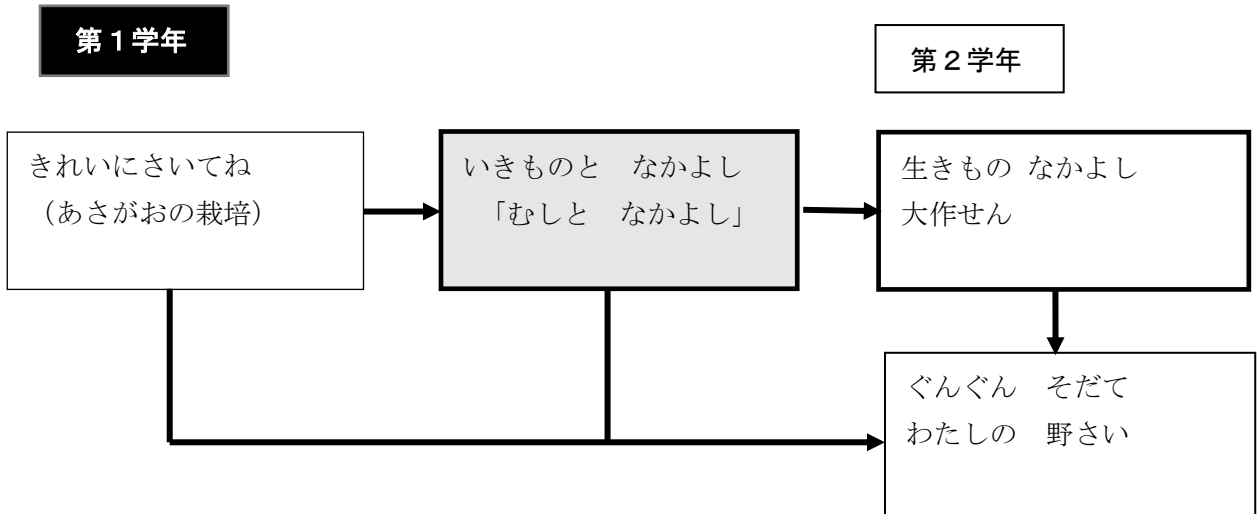 第１学年
第２学年
きれいにさいてね
（あさがおの栽培）
いきものと　なかよし
「むしと　なかよし」
生きもの なかよし
大作せん
ぐんぐん　そだて
わたしの　野さい